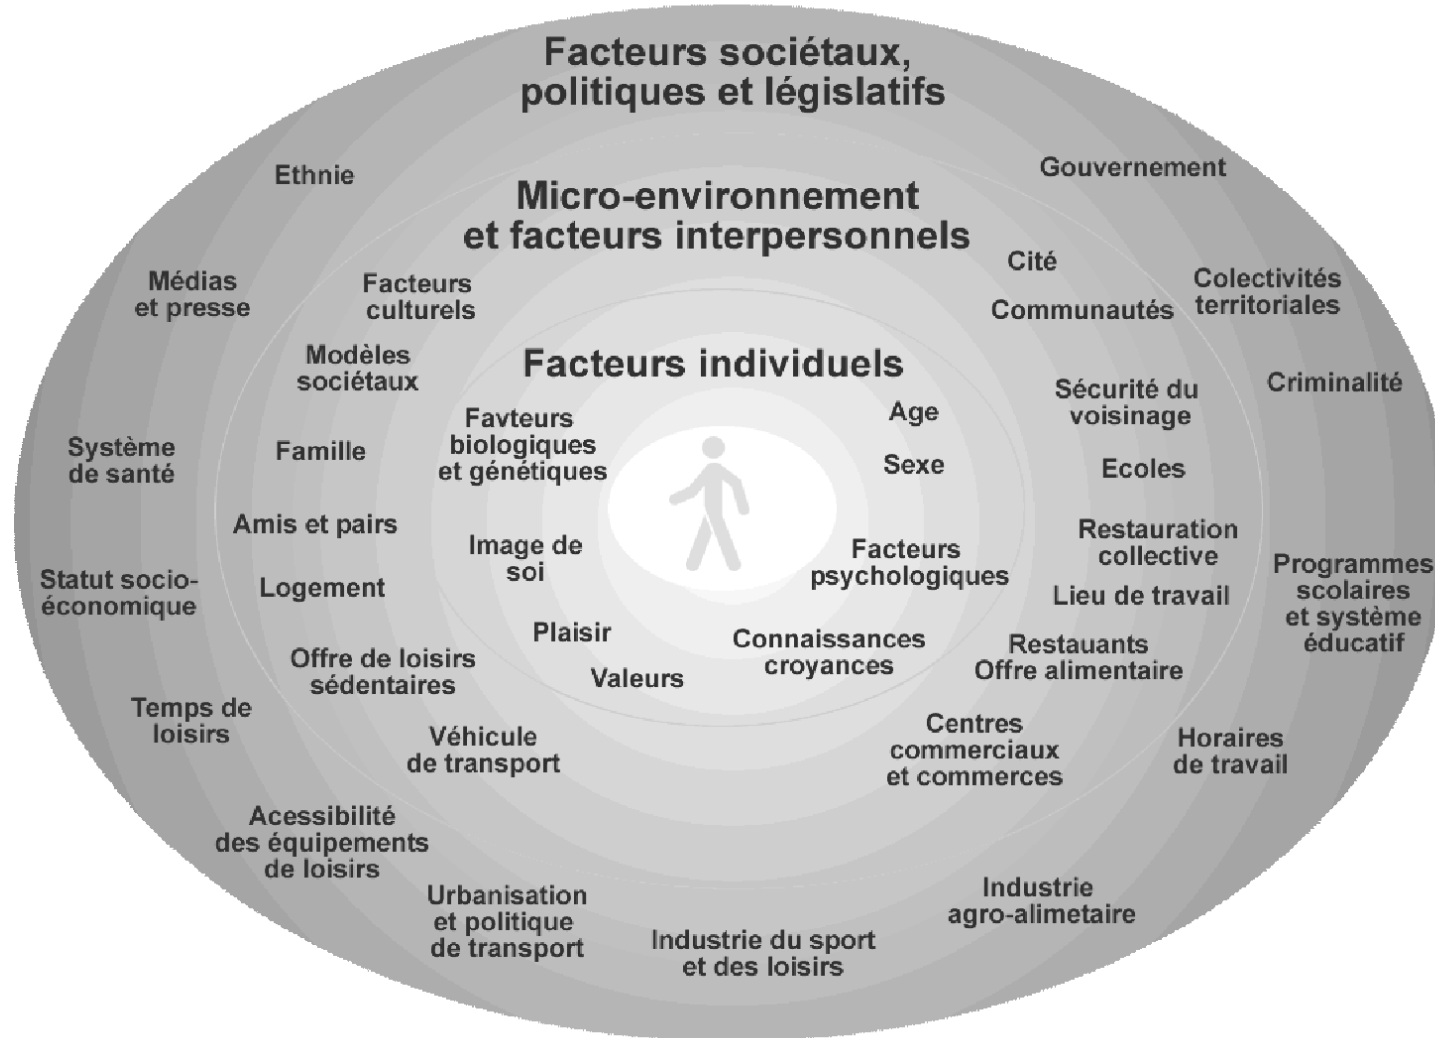 Facteurs sociétaux,
politiques et législatifs
Ethnie
Gouvernement
Micro-environnement
et facteurs interpersonnels
Médias
et presse
Facteurs
culturels
Cité
Communautés
Colectivités
territoriales
Modèles
sociétaux
Facteurs individuels
Sécurité du
voisinage
Criminalité
Système
de santé
Famille
Favteurs
biologiques
et génétiques
Age
Sexe
Ecoles
Amis et pairs
Image de
soi
Facteurs
psychologiques
Restauration
collective
Statut socio-
économique
Logement
Lieu de travail
Programmes
scolaires
et système
éducatif
Plaisir
Valeurs
Connaissances
croyances
Restauants
Offre alimentaire
Offre de loisirs
sédentaires
Temps de
loisirs
Véhicule
de transport
Centres
commerciaux
et commerces
Horaires
de travail
Acessibilité
des équipements
de loisirs
Urbanisation
et politique
de transport
Industrie du sport
et des loisirs
Industrie
agro-alimetaire